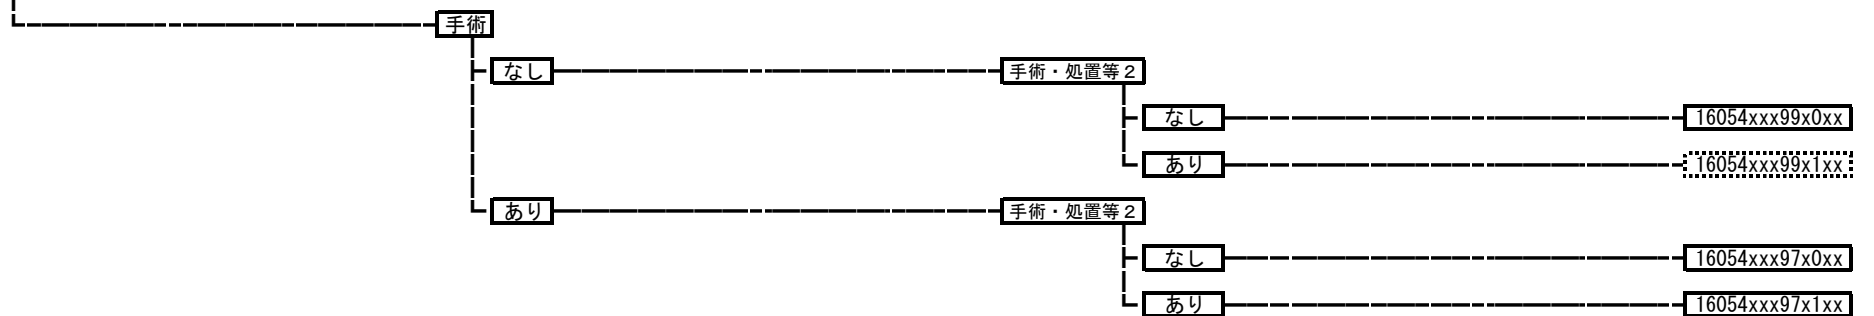 手術
なし 手術・処置等２
なし 16054xxx99x0xx
あり 16054xxx99x1xx
あり 手術・処置等２
なし 16054xxx97x0xx
あり 16054xxx97x1xx